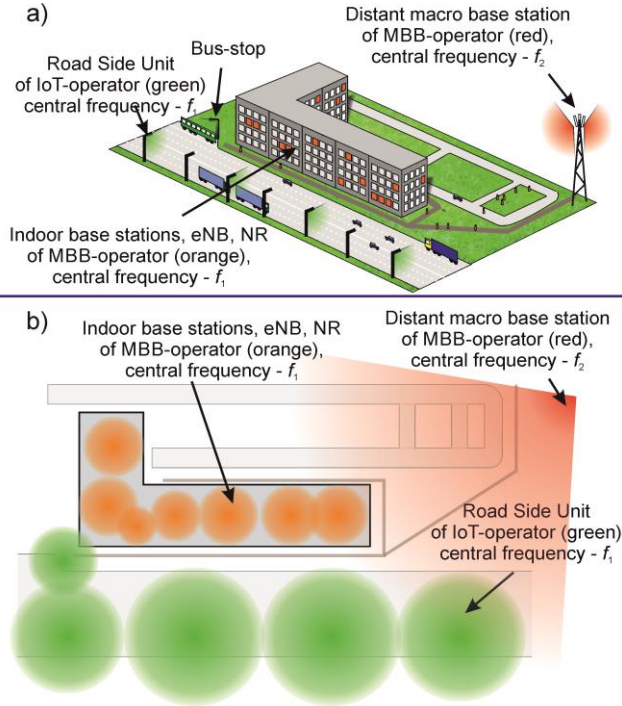 a)
Distant macro base station
of MBB-operator (red),
central frequency - f₂
Road Side Unit
of IoT-operator (green)
central frequency - f₁
Bus-stop
Indoor base stations, eNB, NR
of MBB-operator (orange),
central frequency - f₁
b)
Indoor base stations, eNB, NR
of MBB-operator (orange),
central frequency - f₁
Distant macro base station
of MBB-operator (red),
central frequency - f₂
Road Side Unit
of IoT-operator (green)
central frequency - f₁